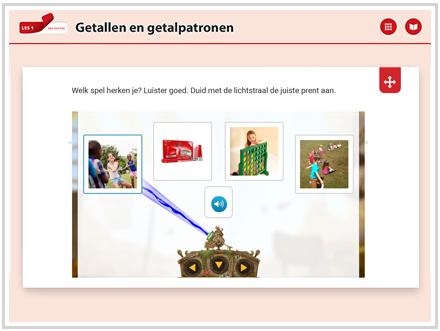 LES 1
Getallen en getalpatronen
Welk spel herken je? Luister goed. Duid met de lichtstraal de juiste prent aan.